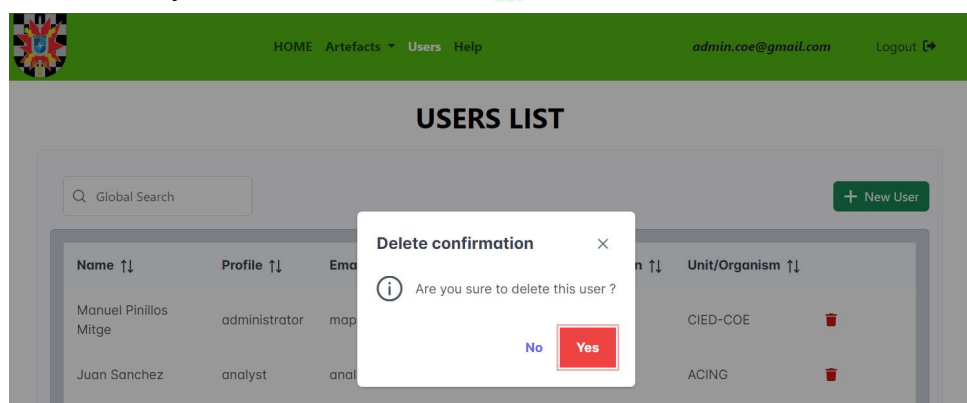 HOME Artefacts Users Help admin.coe@gmail.com Logout
USERS LIST
Global Search
New User
Delete confirmation
Name Profile Ema n Unit/Organism
Are you sure to delete this user ?
Manuel Pinillos
Mitge
administrator map CIED-COE
No Yes
Juan Sanchez analyst anal ACING